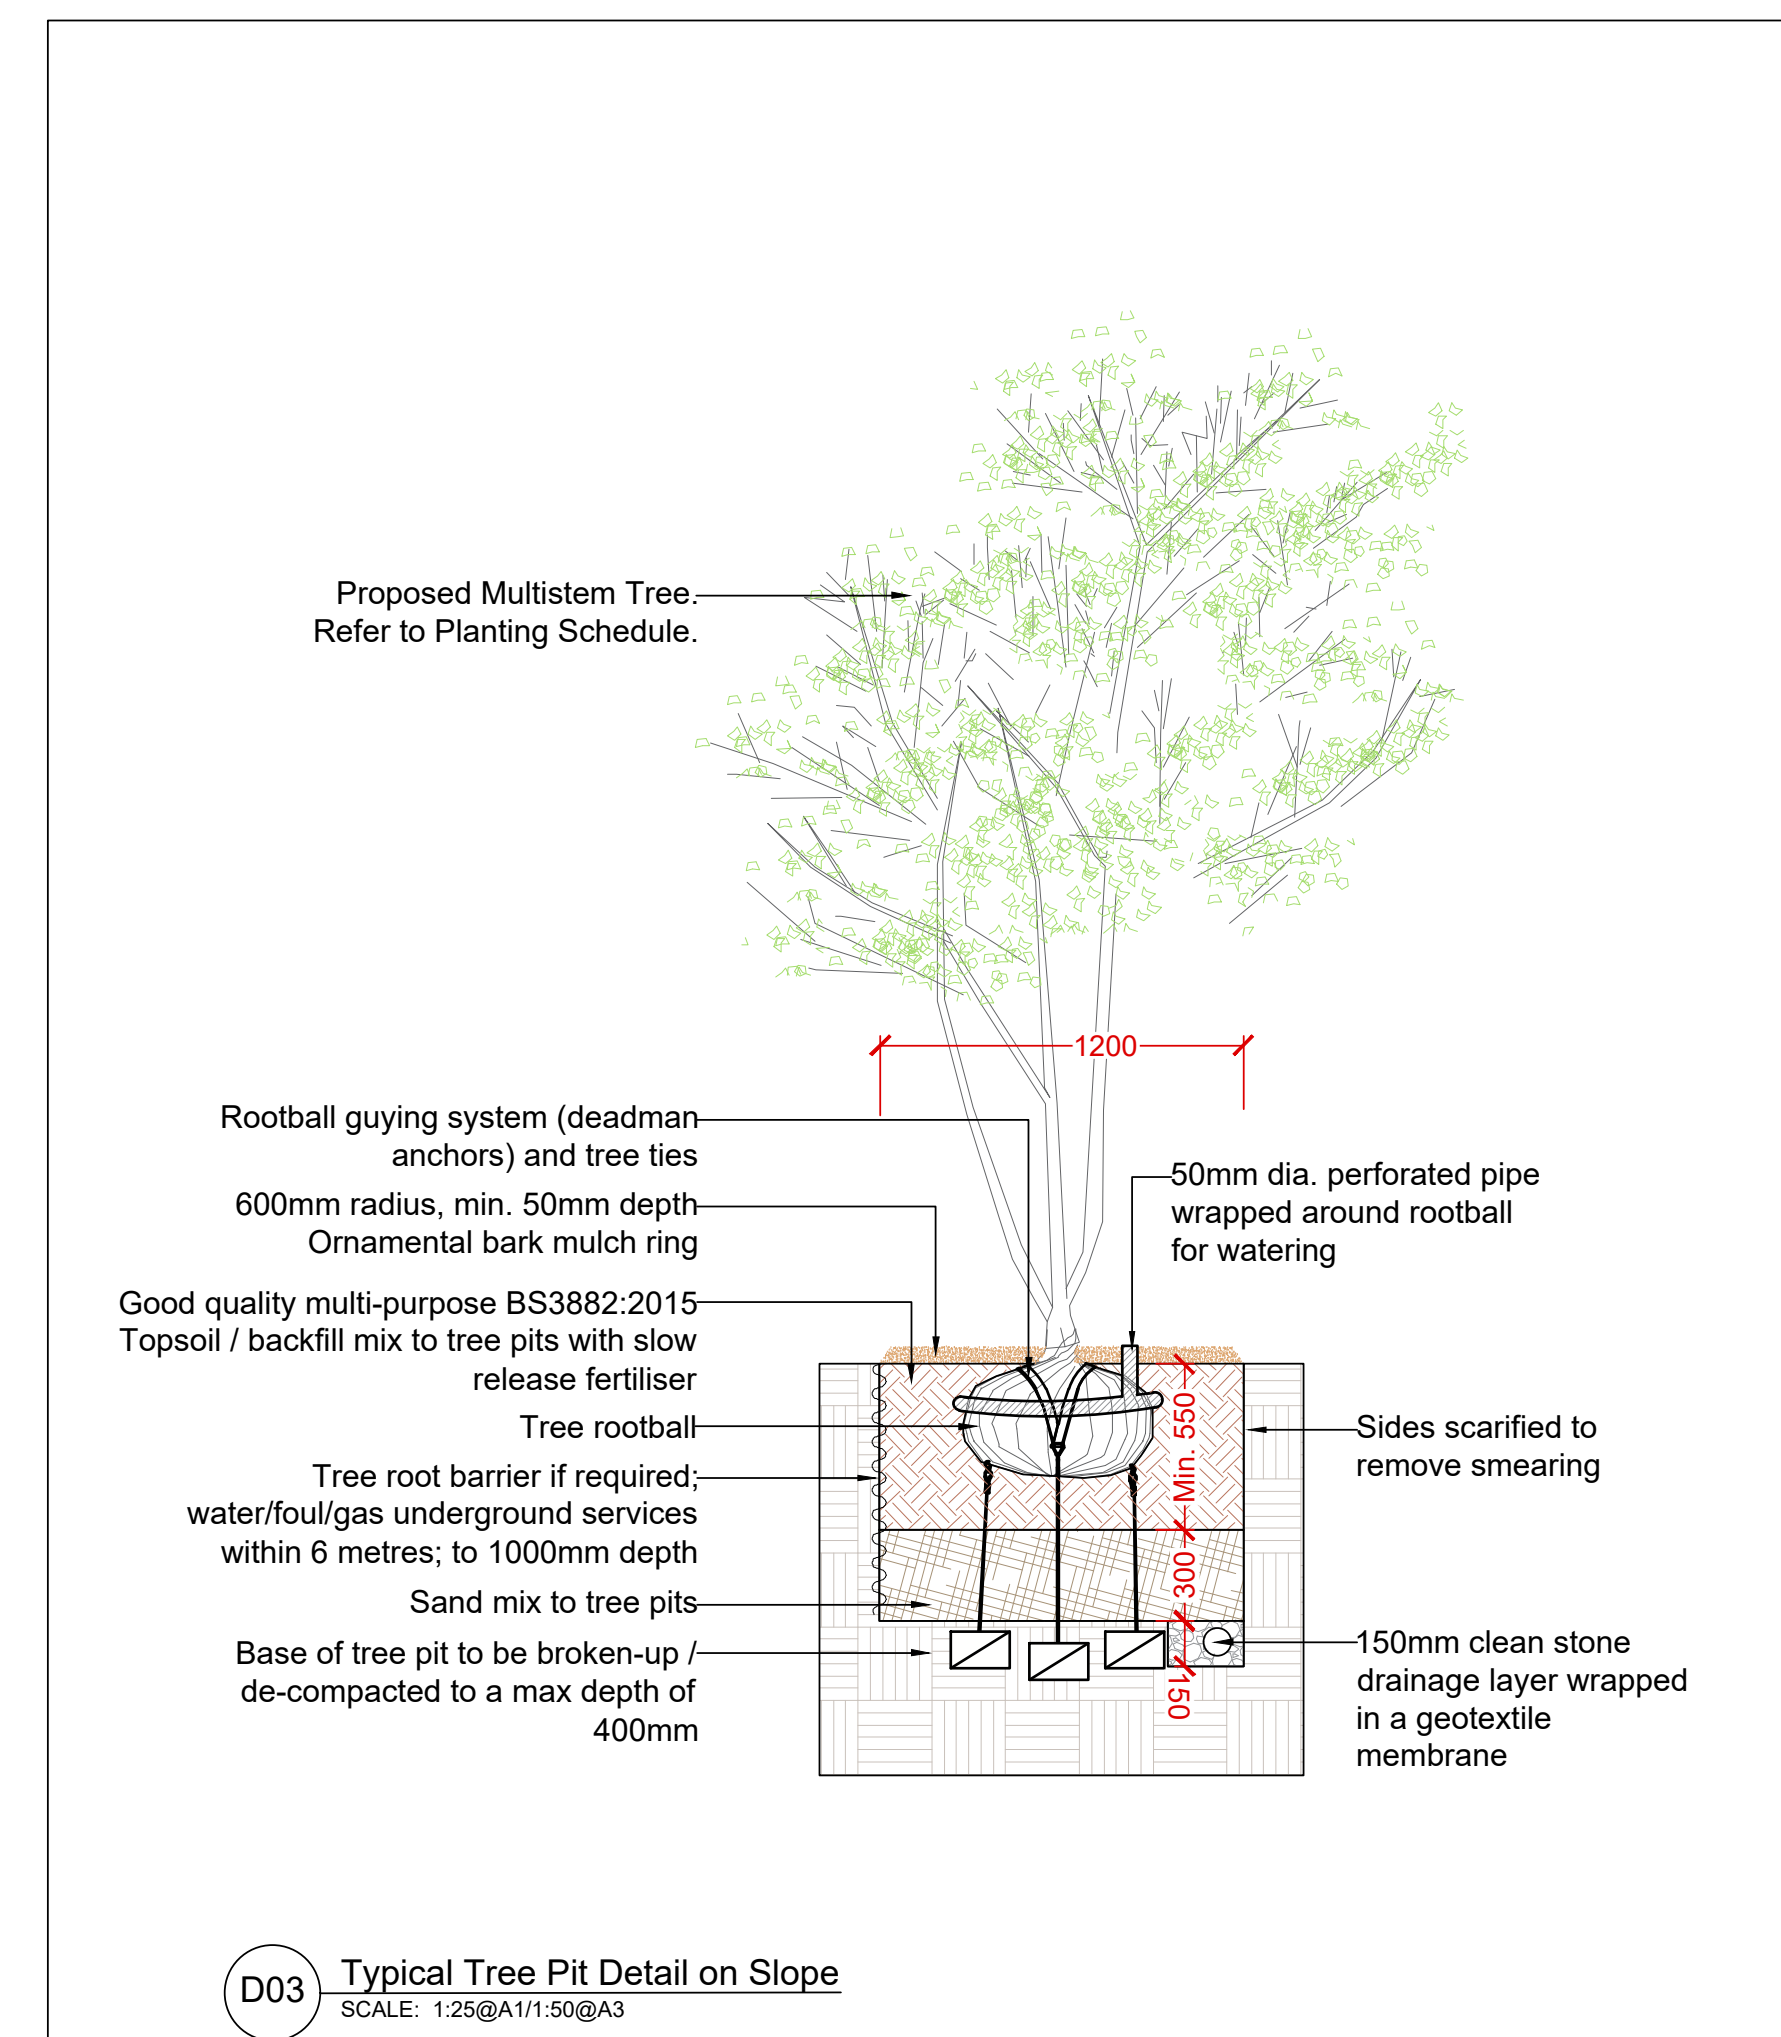 Proposed Multistem Tree.
Refer to Planting Schedule.
1200
Rootball guying system (deadman
anchors) and tree ties
600mm radius, min. 50mm depth
Ornamental bark mulch ring
Good quality multi-purpose BS3882:2015
Topsoil / backfill mix to tree pits with slow
release fertiliser
Tree rootball
Tree root barrier if required;
water/foul/gas underground services
within 6 metres; to 1000mm depth
Sand mix to tree pits
Base of tree pit to be broken-up /
de-compacted to a max depth of
400mm
50mm dia. perforated pipe
wrapped around rootball
for watering
Min. 550
300
150
Sides scarified to
remove smearing
150mm clean stone
drainage layer wrapped
in a geotextile
membrane
D03
Typical Tree Pit Detail on Slope
SCALE: 1:25@A1/1:50@A3